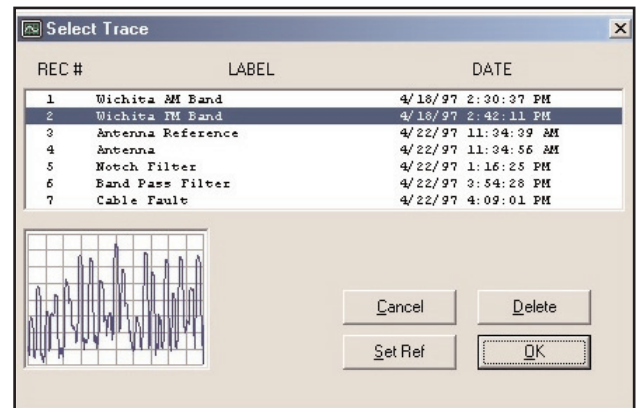 Select Trace
REC # LABEL DATE
1 Wichita AM Band 4/18/97 2:30:37 PM
2 Wichita FM Band 4/18/97 2:42:11 PM
3 Antenna Reference 4/22/97 11:34:39 AM
4 Antenna 4/22/97 11:34:56 AM
5 Notch Filter 4/22/97 1:16:25 PM
6 Band Pass Filter 4/22/97 3:54:28 PM
7 Cable Fault 4/22/97 4:09:01 PM
Cancel Delete
Set Ref OK